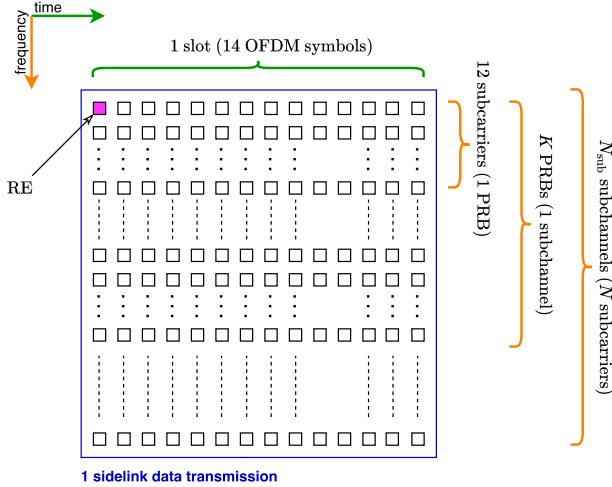 time
frequency
1 slot (14 OFDM symbols)
RE
12 subcarriers (1 PRB)
K PRBs (1 subchannel)
N_sub subchannels (N subcarriers)
1 sidelink data transmission